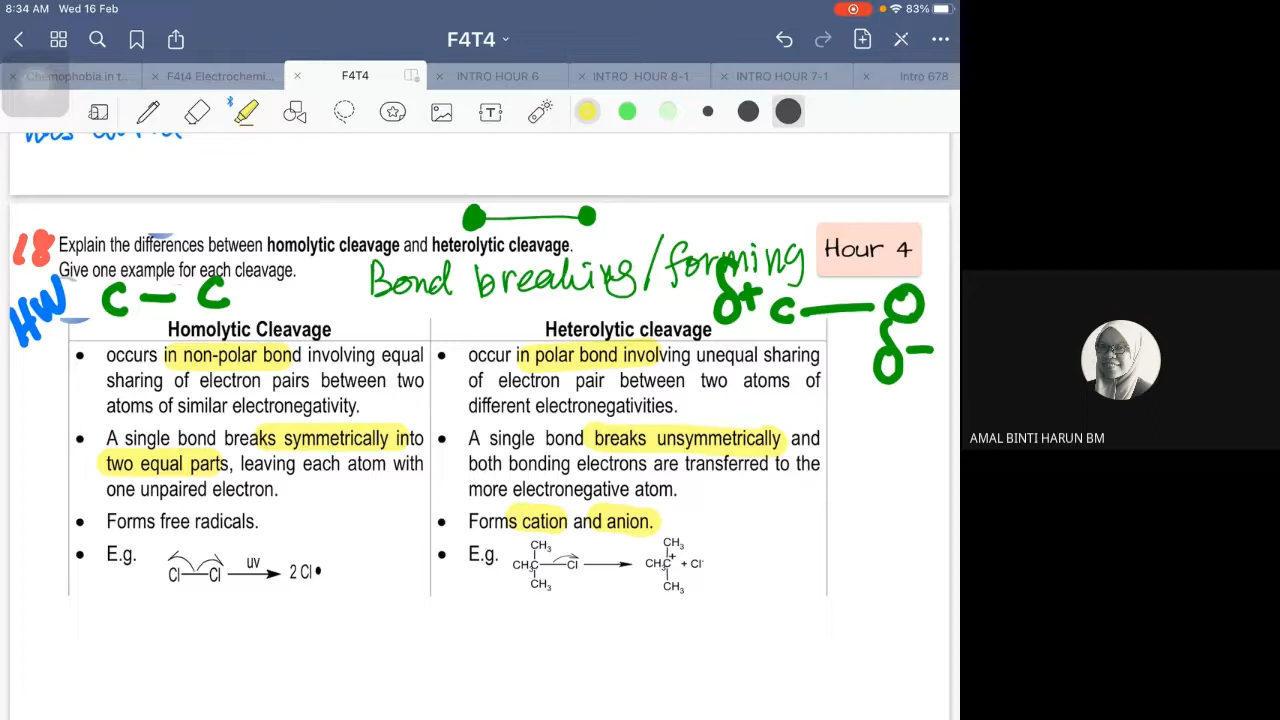 8:34 AM Wed 16 Feb
83%
F4T4
Chemophobia in t...
F4t4 Electrochemi...
F4T4
INTRO HOUR 6
INTRO HOUR 8-1
INTRO HOUR 7-1
Intro 678
18
Explain the differences between homolytic cleavage and heterolytic cleavage.
Give one example for each cleavage.
Hour 4
Bond breaking/forming
HW
C - C
δ+ C — O
δ-
Homolytic Cleavage
• occurs in non-polar bond involving equal
sharing of electron pairs between two
atoms of similar electronegativity.
• A single bond breaks symmetrically into
two equal parts, leaving each atom with
one unpaired electron.
• Forms free radicals.
• E.g.
Cl—Cl uv → 2 Cl•
Heterolytic cleavage
• occur in polar bond involving unequal sharing
of electron pair between two atoms of
different electronegativities.
• A single bond breaks unsymmetrically and
both bonding electrons are transferred to the
more electronegative atom.
• Forms cation and anion.
• E.g.
CH₃ CH₃
CH₃C—Cl → CH₃C⁺ + Cl⁻
CH₃ CH₃
AMAL BINTI HARUN BM